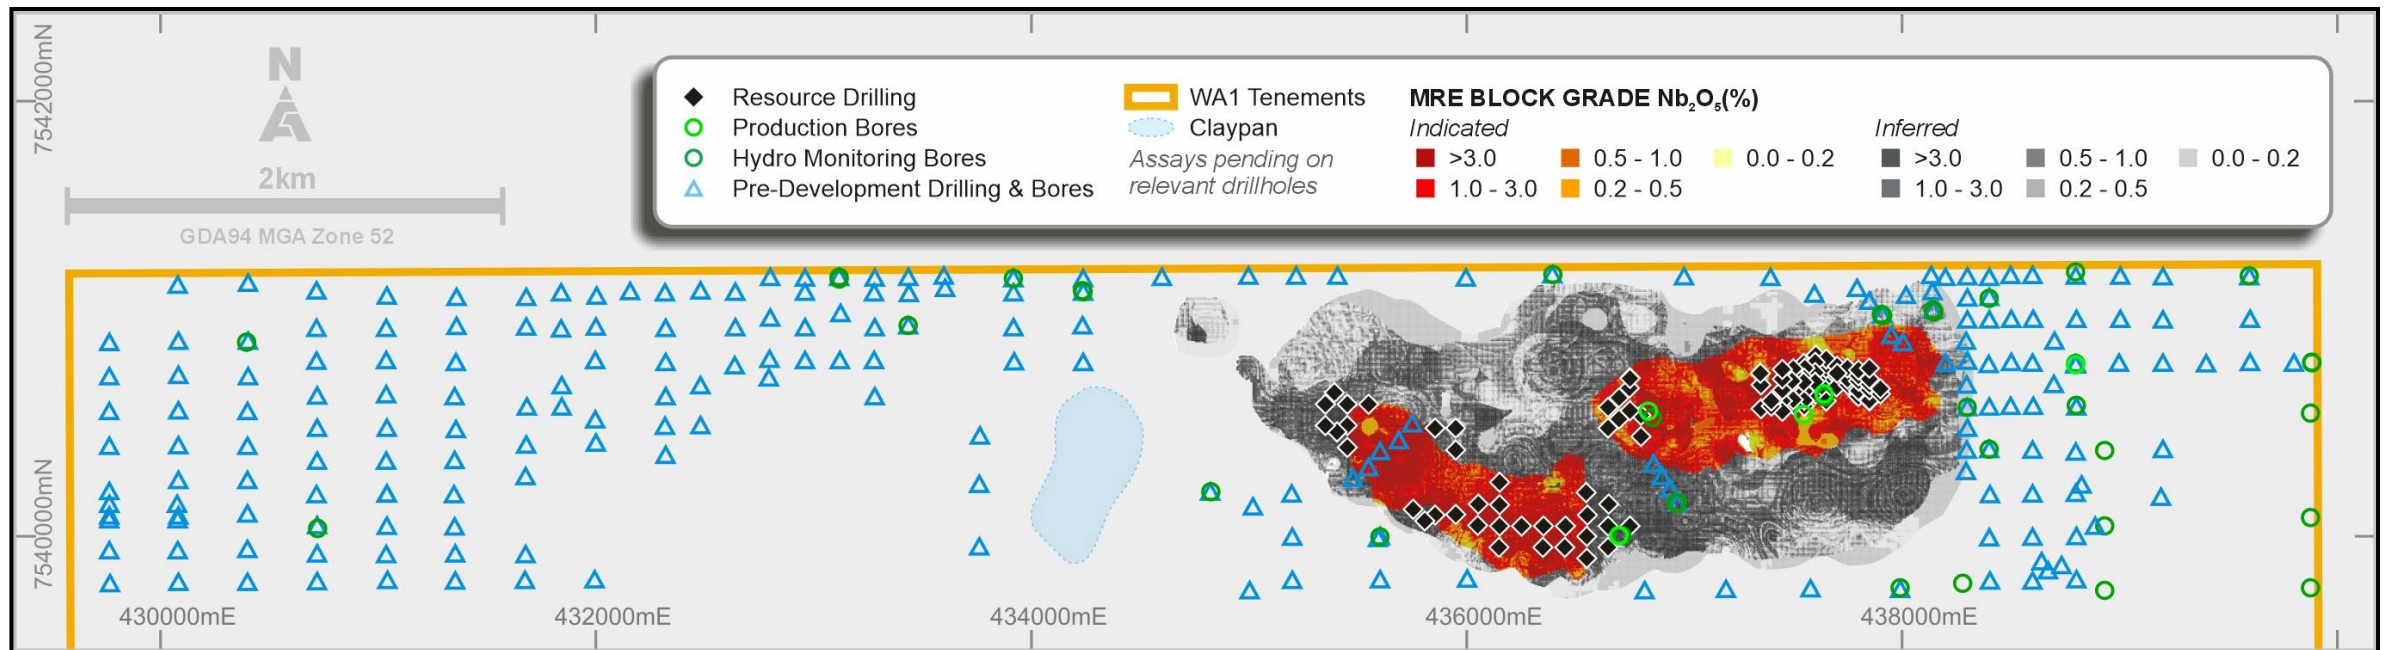 7542000mN
N
2km
GDA94 MGA Zone 52
Resource Drilling
Production Bores
Hydro Monitoring Bores
Pre-Development Drilling & Bores
WA1 Tenements
Claypan
Assays pending on
relevant drillholes
MRE BLOCK GRADE Nb₂O₅(%)
Indicated
>3.0
0.5 - 1.0
0.0 - 0.2
1.0 - 3.0
0.2 - 0.5
Inferred
>3.0
0.5 - 1.0
0.0 - 0.2
1.0 - 3.0
0.2 - 0.5
7540000mN
430000mE
432000mE
434000mE
436000mE
438000mE